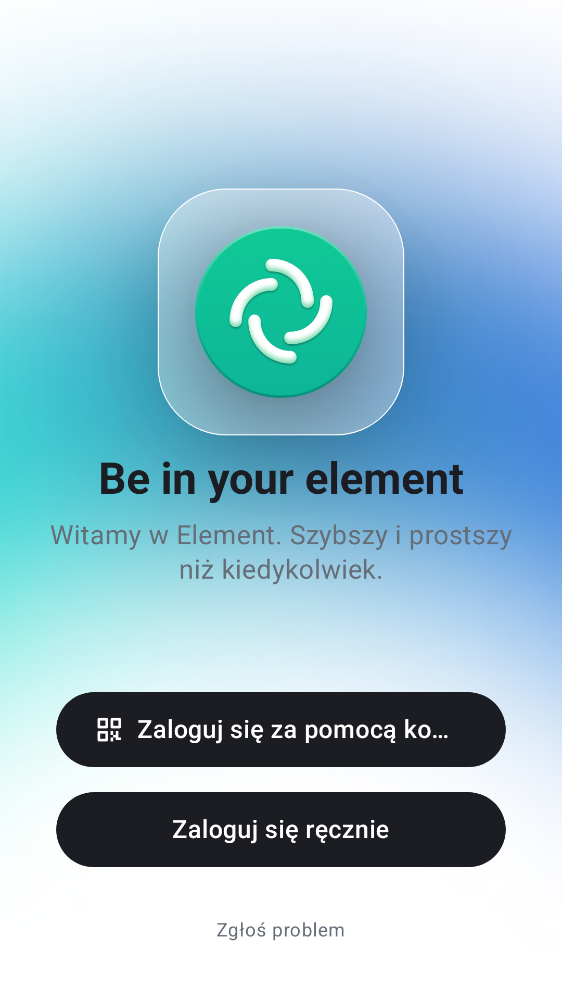 Be in your element
Witamy w Element. Szybszy i prostszy
niż kiedykolwiek.
Zaloguj się za pomocą ko…
Zaloguj się ręcznie
Zgłoś problem